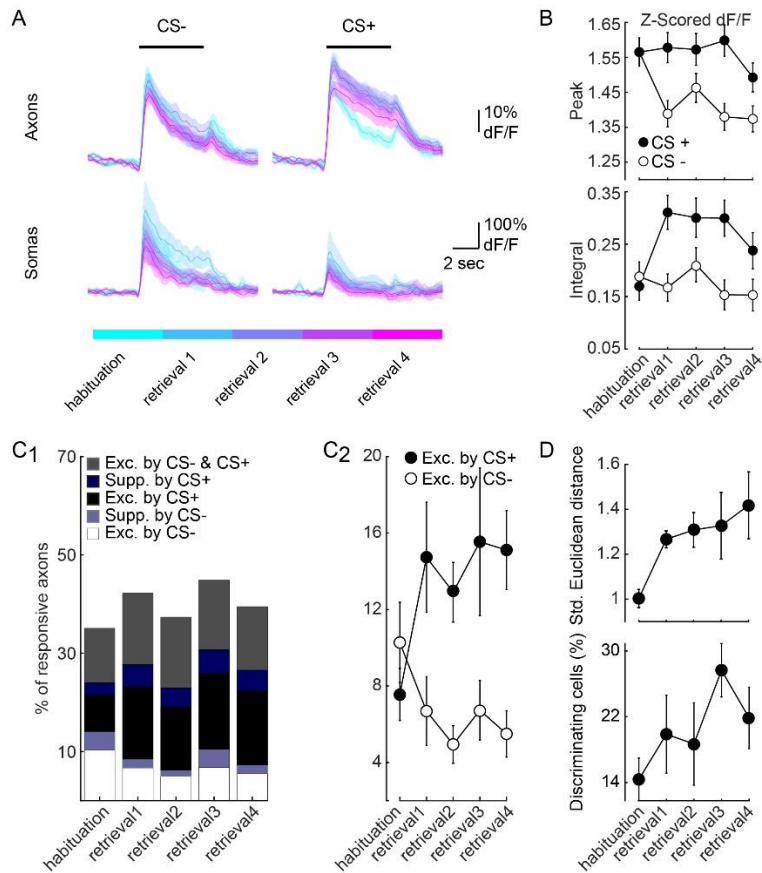 A
CS-
CS+
Axons
10%
dF/F
Somas
100%
dF/F
2 sec
habituation
retrieval 1
retrieval 2
retrieval 3
retrieval 4
B
Z-Scored dF/F
Peak
1.65
1.55
1.45
1.35
1.25
CS +
CS -
Integral
0.35
0.25
0.15
0.05
habituation
retrieval1
retrieval2
retrieval3
retrieval4
C1
% of responsive axons
70
50
30
10
Exc. by CS- & CS+
Supp. by CS+
Exc. by CS+
Supp. by CS-
Exc. by CS-
habituation
retrieval1
retrieval2
retrieval3
retrieval4
C2
20
16
12
8
4
Exc. by CS+
Exc. by CS-
habituation
retrieval1
retrieval2
retrieval3
retrieval4
D
Std. Euclidean distance
1.6
1.4
1.2
1
Discriminating cells (%)
30
22
14
habituation
retrieval1
retrieval2
retrieval3
retrieval4